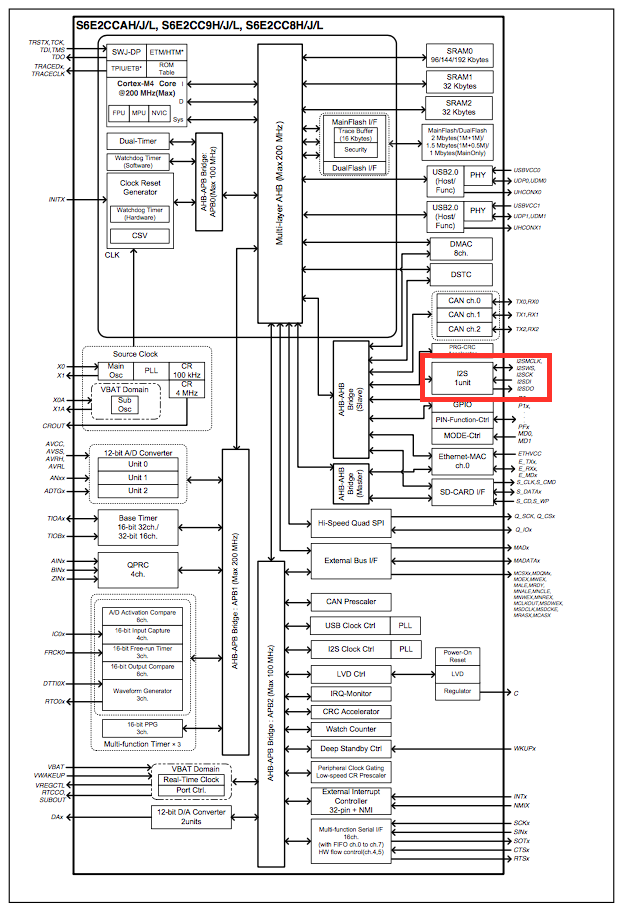 S6E2CCAH/J/L, S6E2CC9H/J/L, S6E2CC8H/J/L
TRSTX,TCK,
TDI,TMS
TDO
TRACEDx,
TRACECLK
SWJ-DP
ETM/HTM*
TPIU/ETB*
ROM
Table
Cortex-M4 Core
@200 MHz(Max)
I
D
Sys
FPU
MPU
NVIC
Dual-Timer
Watchdog Timer
(Software)
Clock Reset
Generator
Watchdog Timer
(Hardware)
CSV
CLK
INITX
AHB-APB Bridge:
APB0(Max 100 MHz)
Multi-layer AHB (Max 200 MHz)
SRAM0
96/144/192 Kbytes
SRAM1
32 Kbytes
SRAM2
32 Kbytes
MainFlash I/F
Trace Buffer
(16 Kbytes)
Security
DualFlash I/F
MainFlash/DualFlash
2 Mbytes(1M+1M)/
1.5 Mbytes(1M+0.5M)/
1 Mbytes(MainOnly)
USB2.0
(Host/
Func)
PHY
USBVCC0
UDP0,UDM0
UHCONX0
USB2.0
(Host/
Func)
PHY
USBVCC1
UDP1,UDM1
UHCONX1
DMAC
8ch.
DSTC
CAN ch.0
CAN ch.1
CAN ch.2
TX0,RX0
TX1,RX1
TX2,RX2
PRG-CRC
I2S
1unit
I2SMCLK,
I2SWS,
I2SCK
I2SDI
I2SDO
GPIO
PIN-Function-Ctrl
MODE-Ctrl
P1x,
PFx
MD0,
MD1
Ethernet-MAC
ch.0
ETHVCC
E_TXx,
E_RXx,
E_MDx
SD-CARD I/F
S_CLK,S_CMD
S_DATAx
S_CD,S_WP
AHB-AHB
Bridge
(Slave)
AHB-AHB
Bridge
(Master)
Source Clock
X0
X1
Main
Osc
PLL
CR
100 kHz
CR
4 MHz
VBAT Domain
Sub
Osc
X0A
X1A
CROUT
AVCC,
AVSS,
AVRH,
AVRL
ANxx
ADTGx
12-bit A/D Converter
Unit 0
Unit 1
Unit 2
TIOAx
TIOBx
Base Timer
16-bit 32ch./
32-bit 16ch.
AINx
BINx
ZINx
QPRC
4ch.
A/D Activation Compare
6ch.
16-bit Input Capture
4ch.
16-bit Free-run Timer
3ch.
16-bit Output Compare
6ch.
Waveform Generator
3ch.
16-bit PPG
3ch.
Multi-function Timer × 3
IC0x
FRCK0
DTTI0X
RTO0x
AHB-APB Bridge : APB1 (Max 200 MHz)
AHB-APB Bridge : APB2 (Max 100 MHz)
VBAT
VWAKEUP
VREGCTL
RTCCO,
SUBOUT
VBAT Domain
Real-Time Clock
Port Ctrl.
DAx
12-bit D/A Converter
2units
Hi-Speed Quad SPI
Q_SCK, Q_CSx
Q_IOx
External Bus I/F
MADx
MADATAx
MCSXx,MDQMx,
MOEX,MWEX,
MALE,MRDY,
MNALE,MNCLE,
MNWEX,MNREX,
MCLKOUT,MSDWEX,
MSDCLK,MSDCKE,
MRASX,MCASX
CAN Prescaler
USB Clock Ctrl
PLL
I2S Clock Ctrl
PLL
LVD Ctrl
Power-On
Reset
LVD
Regulator
C
IRQ-Monitor
CRC Accelerator
Watch Counter
Deep Standby Ctrl
WKUPx
Peripheral Clock Gating
Low-speed CR Prescaler
External Interrupt
Controller
32-pin + NMI
INTx
NMIX
Multi-function Serial I/F
16ch.
(with FIFO ch.0 to ch.7)
HW flow control(ch.4,5)
SCKx
SINx
SOTx
CTSx
RTSx